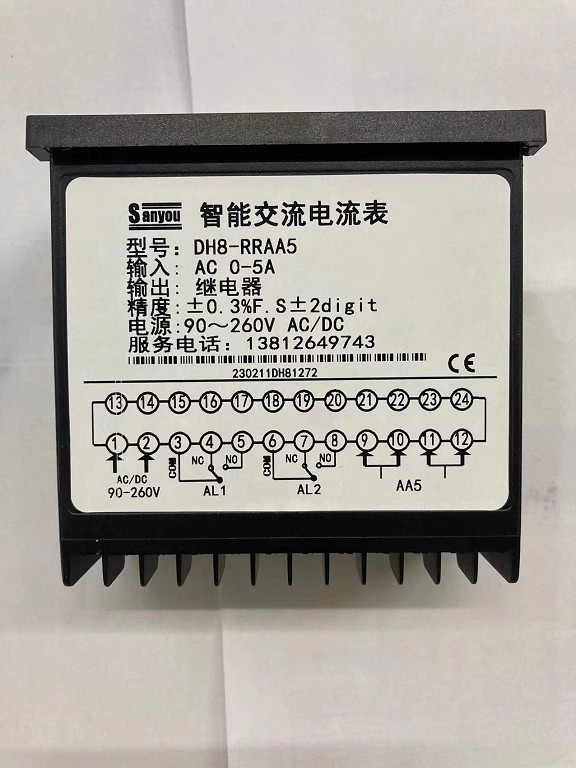 Sanyou 智能交流电流表
型号: DH8-RRAA5
输入: AC 0-5A
输出: 继电器
精度:±0.3%F.S±2digit
电源:90～260V AC/DC
服务电话: 13812649743
230211DH81272 CE
13 14 15 16 17 18 19 20 21 22 23 24
1 2 3 4 5 6 7 8 9 10 11 12
COM NC NO COM NC NO
AC/DC
90-260V AL1 AL2 AA5